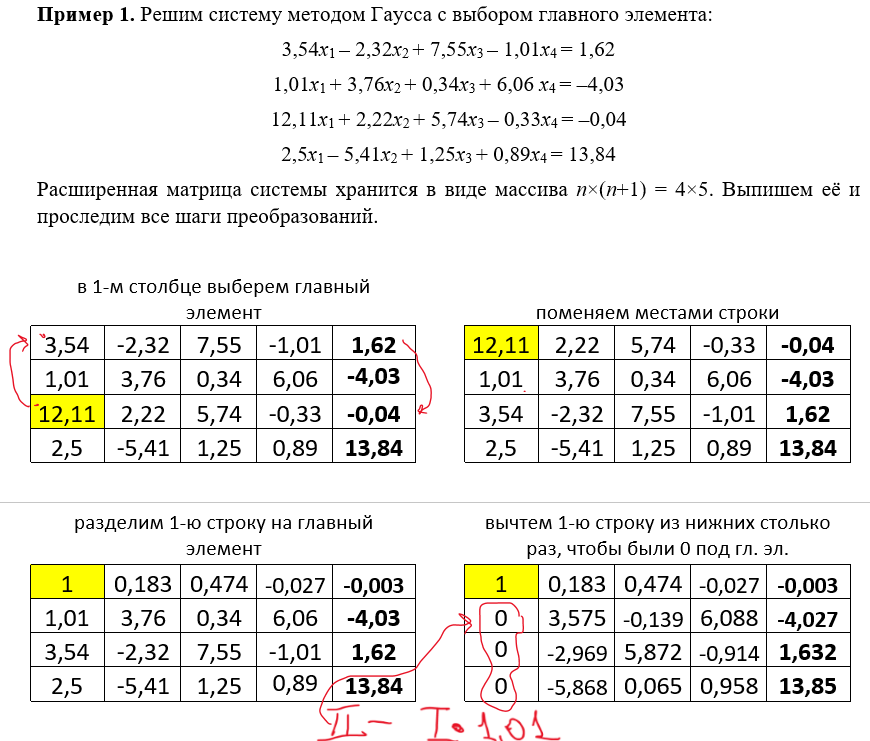 Пример 1. Решим систему методом Гаусса с выбором главного элемента:
3,54x1 – 2,32x2 + 7,55x3 – 1,01x4 = 1,62
1,01x1 + 3,76x2 + 0,34x3 + 6,06 x4 = –4,03
12,11x1 + 2,22x2 + 5,74x3 – 0,33x4 = –0,04
2,5x1 – 5,41x2 + 1,25x3 + 0,89x4 = 13,84
Расширенная матрица системы хранится в виде массива n×(n+1) = 4×5. Выпишем её и
проследим все шаги преобразований.
в 1-м столбце выберем главный
элемент
3,54 -2,32 7,55 -1,01 1,62
1,01 3,76 0,34 6,06 -4,03
12,11 2,22 5,74 -0,33 -0,04
2,5 -5,41 1,25 0,89 13,84
поменяем местами строки
12,11 2,22 5,74 -0,33 -0,04
1,01 3,76 0,34 6,06 -4,03
3,54 -2,32 7,55 -1,01 1,62
2,5 -5,41 1,25 0,89 13,84
разделим 1-ю строку на главный
элемент
1 0,183 0,474 -0,027 -0,003
1,01 3,76 0,34 6,06 -4,03
3,54 -2,32 7,55 -1,01 1,62
2,5 -5,41 1,25 0,89 13,84
вычтем 1-ю строку из нижних столько
раз, чтобы были 0 под гл. эл.
1 0,183 0,474 -0,027 -0,003
0 3,575 -0,139 6,088 -4,027
0 -2,969 5,872 -0,914 1,632
0 -5,868 0,065 0,958 13,85
II – I • 1,01